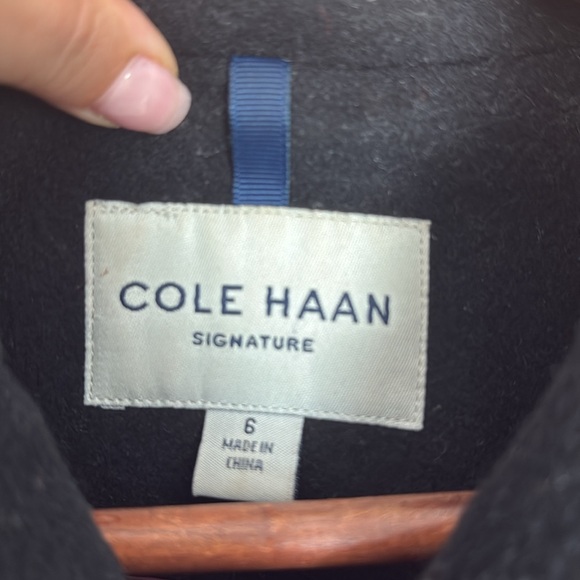 COLE HAAN
SIGNATURE
6
MADE IN
CHINA